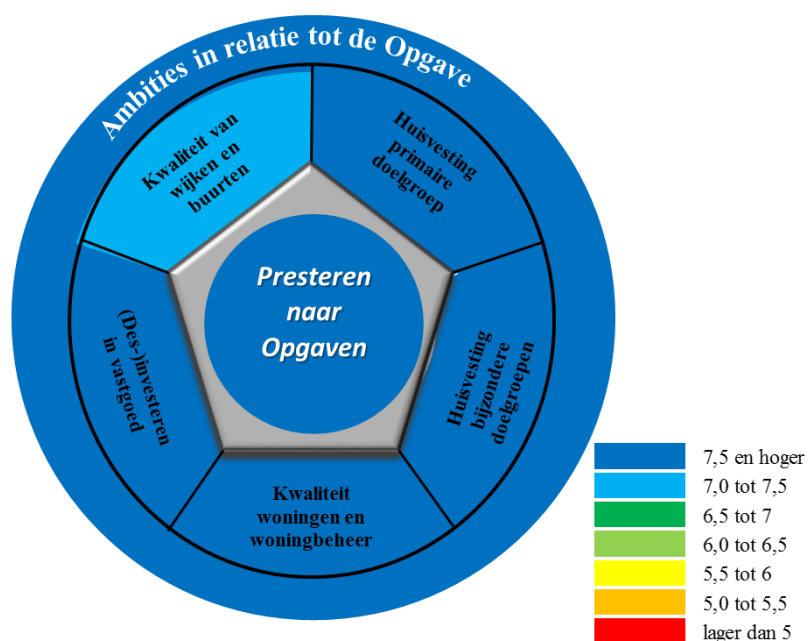 Ambities in relatie tot de Opgave
Kwaliteit van
wijken en
buurten
Huisvesting
primaire
doelgroep
(Des-)investeren
in vastgoed
Presteren
naar
Opgaven
Huisvesting
bijzondere
doelgroepen
Kwaliteit
woningen en
woningbeheer
7,5 en hoger
7,0 tot 7,5
6,5 tot 7
6,0 tot 6,5
5,5 tot 6
5,0 tot 5,5
lager dan 5